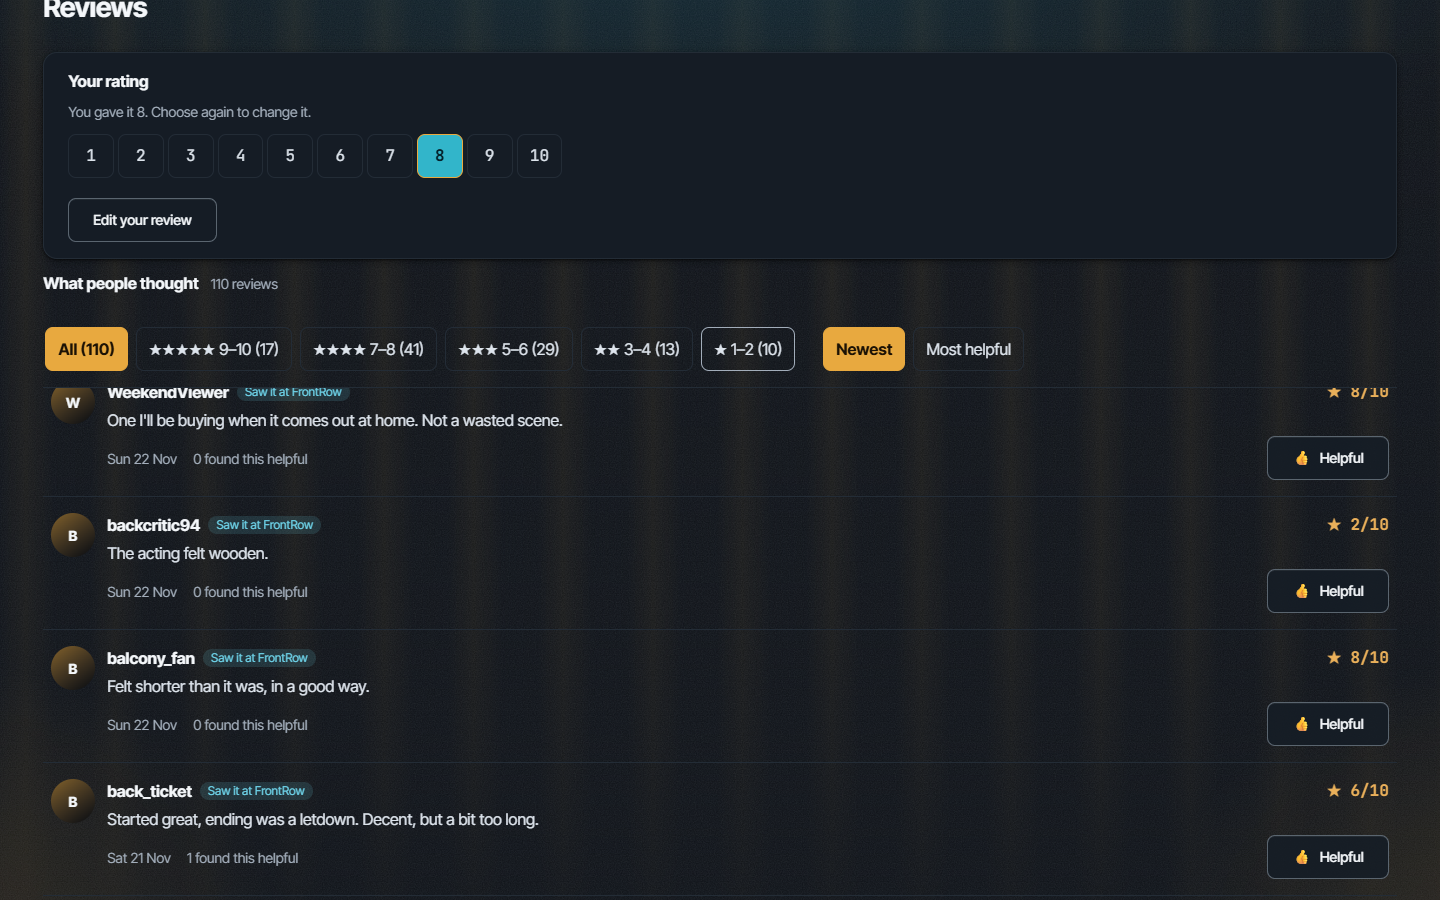 Reviews
Your rating
You gave it 8. Choose again to change it.
1 2 3 4 5 6 7 8 9 10
Edit your review
What people thought 110 reviews
All (110) ★★★★★ 9–10 (17) ★★★★ 7–8 (41) ★★★ 5–6 (29) ★★ 3–4 (13) ★ 1–2 (10) Newest Most helpful
W WeekendViewer Saw it at FrontRow ★ 8/10
One I'll be buying when it comes out at home. Not a wasted scene.
Sun 22 Nov 0 found this helpful 👍 Helpful
B backcritic94 Saw it at FrontRow ★ 2/10
The acting felt wooden.
Sun 22 Nov 0 found this helpful 👍 Helpful
B balcony_fan Saw it at FrontRow ★ 8/10
Felt shorter than it was, in a good way.
Sun 22 Nov 0 found this helpful 👍 Helpful
B back_ticket Saw it at FrontRow ★ 6/10
Started great, ending was a letdown. Decent, but a bit too long.
Sat 21 Nov 1 found this helpful 👍 Helpful